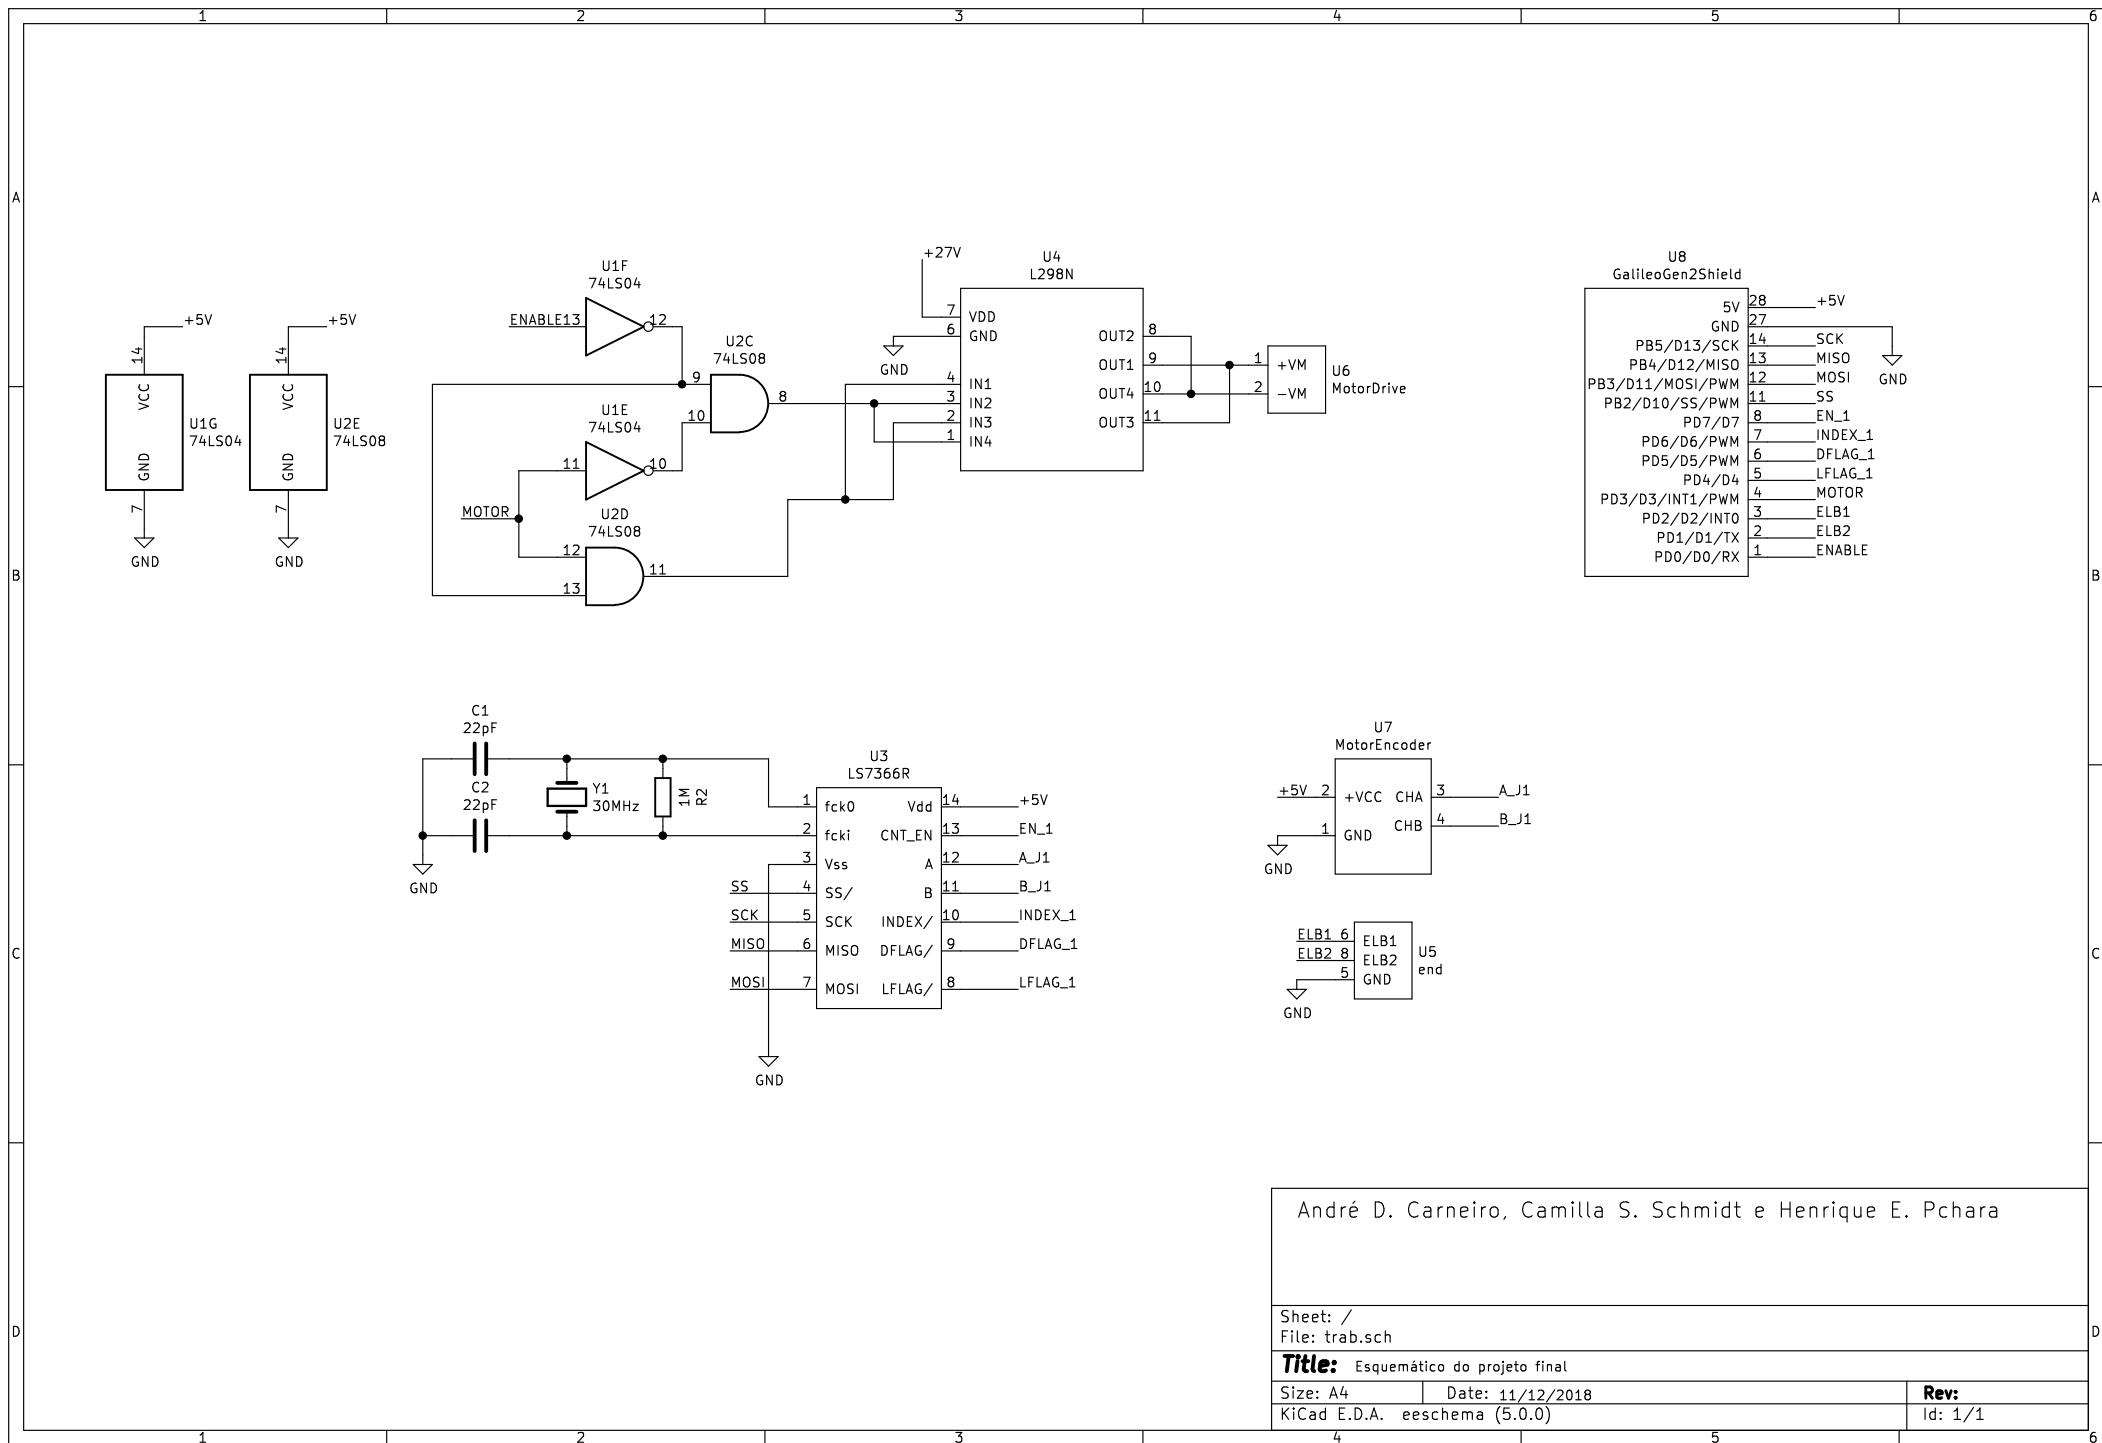 1 2 3 4 5 6
A A
B B
C C
D D
+5V
14
VCC
GND
7
GND
U1G
74LS04
+5V
14
VCC
GND
7
GND
U2E
74LS08
U1F
74LS04
ENABLE 13 12
U2C
74LS08
9
10
8
U1E
74LS04
11 10
MOTOR
U2D
74LS08
12
13
11
+27V
U4
L298N
7 VDD
6 GND
GND
4 IN1
3 IN2
2 IN3
1 IN4
OUT2 8
OUT1 9
OUT4 10
OUT3 11
1 +VM
2 -VM
U6
MotorDrive
U8
GalileoGen2Shield
5V 28 +5V
GND 27
GND
PB5/D13/SCK 14 SCK
PB4/D12/MISO 13 MISO
PB3/D11/MOSI/PWM 12 MOSI
PB2/D10/SS/PWM 11 SS
PD7/D7 8 EN_1
PD6/D6/PWM 7 INDEX_1
PD5/D5/PWM 6 DFLAG_1
PD4/D4 5 LFLAG_1
PD3/D3/INT1/PWM 4 MOTOR
PD2/D2/INT0 3 ELB1
PD1/D1/TX 2 ELB2
PD0/D0/RX 1 ENABLE
C1
22pF
C2
22pF
GND
Y1
30MHz
1M
R2
U3
LS7366R
1 fck0 Vdd 14 +5V
2 fcki CNT_EN 13 EN_1
3 Vss A 12 A_J1
SS 4 SS/ B 11 B_J1
SCK 5 SCK INDEX/ 10 INDEX_1
MISO 6 MISO DFLAG/ 9 DFLAG_1
MOSI 7 MOSI LFLAG/ 8 LFLAG_1
GND
U7
MotorEncoder
+5V 2 +VCC CHA 3 A_J1
CHB 4 B_J1
1 GND
GND
ELB1 6 ELB1
ELB2 8 ELB2
5 GND
GND
U5
end
André D. Carneiro, Camilla S. Schmidt e Henrique E. Pchara
Sheet: /
File: trab.sch
Title: Esquemático do projeto final
Size: A4 Date: 11/12/2018 Rev:
KiCad E.D.A. eeschema (5.0.0) Id: 1/1
1 2 3 4 5 6